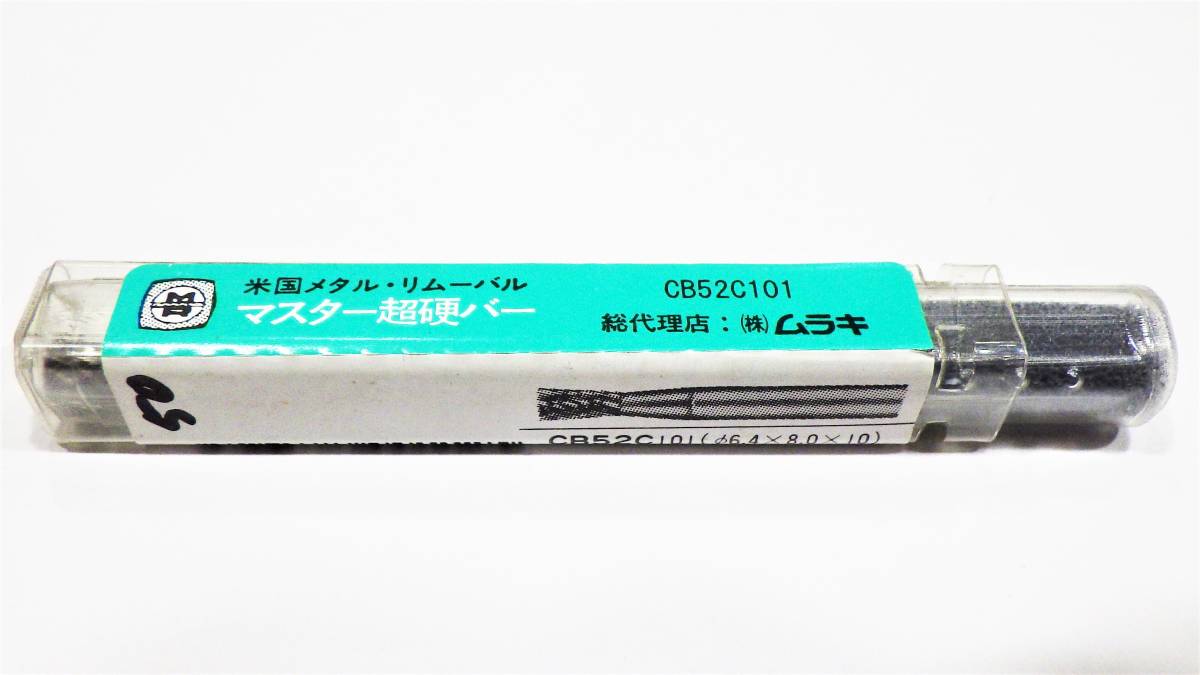 米国メタル・リムーバル
マスター超硬バー
CB52C101
総代理店：㈱ ムラキ
CB52C101(φ6.4×8.0×10)